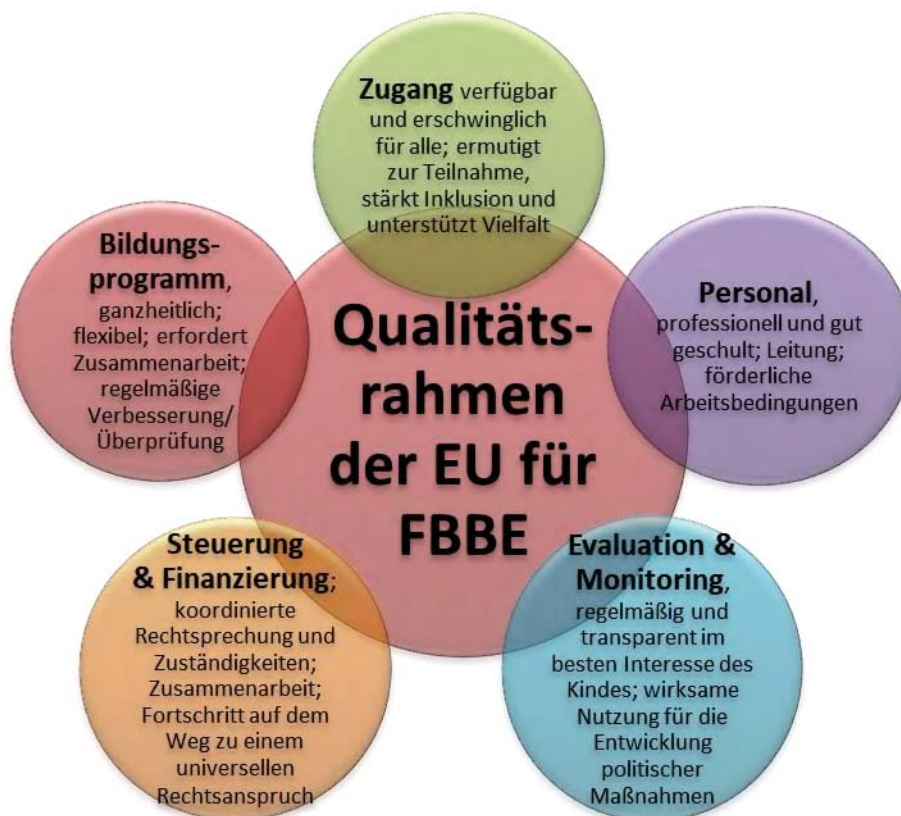 Zugang verfügbar
und erschwinglich
für alle; ermutigt
zur Teilnahme,
stärkt Inklusion und
unterstützt Vielfalt
Bildungs-
programm,
ganzheitlich;
flexibel; erfordert
Zusammenarbeit;
regelmäßige
Verbesserung/
Überprüfung
Qualitäts-
rahmen
der EU für
FBBE
Personal,
professionell und gut
geschult; Leitung;
förderliche
Arbeitsbedingungen
Steuerung
& Finanzierung;
koordinierte
Rechtsprechung und
Zuständigkeiten;
Zusammenarbeit;
Fortschritt auf dem
Weg zu einem
universellen
Rechtsanspruch
Evaluation &
Monitoring,
regelmäßig und
transparent im
besten Interesse des
Kindes; wirksame
Nutzung für die
Entwicklung
politischer
Maßnahmen